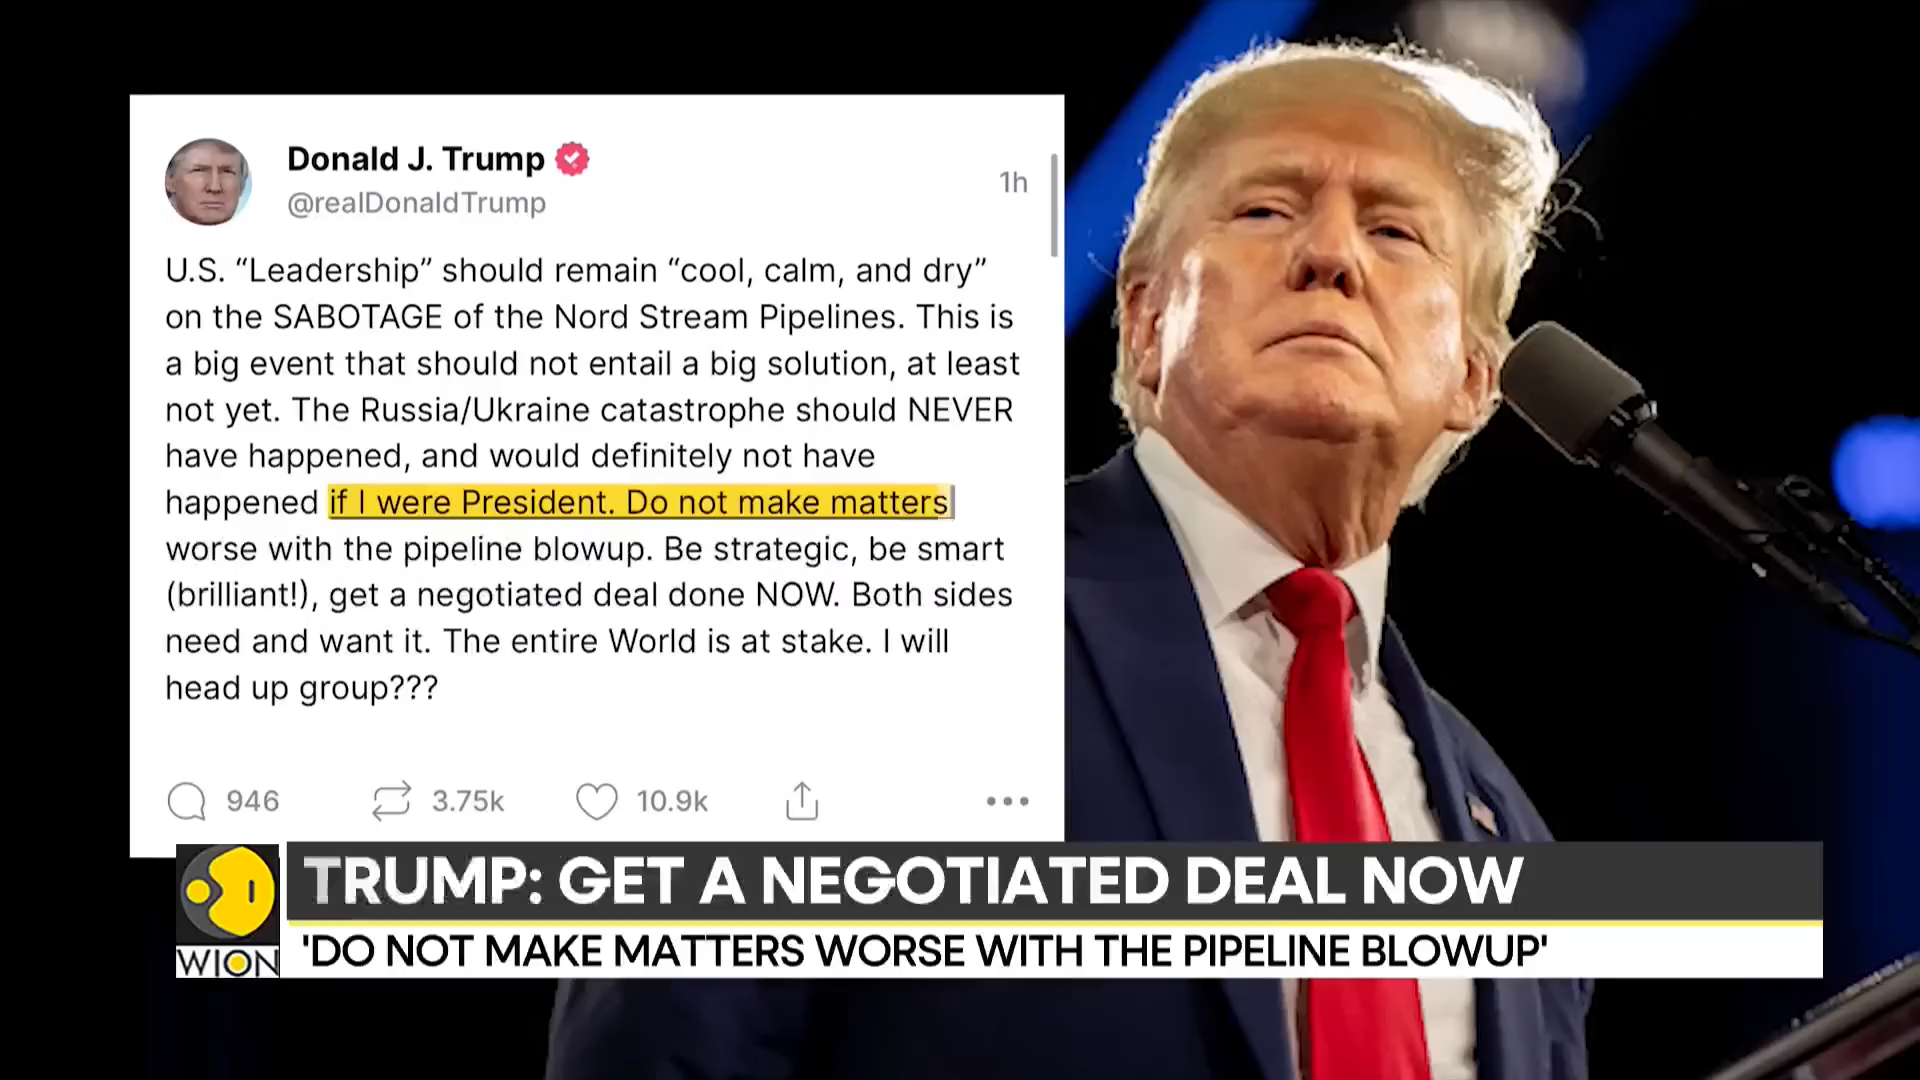 Donald J. Trump
@realDonaldTrump
1h
U.S. “Leadership” should remain “cool, calm, and dry”
on the SABOTAGE of the Nord Stream Pipelines. This is
a big event that should not entail a big solution, at least
not yet. The Russia/Ukraine catastrophe should NEVER
have happened, and would definitely not have
happened if I were President. Do not make matters
worse with the pipeline blowup. Be strategic, be smart
(brilliant!), get a negotiated deal done NOW. Both sides
need and want it. The entire World is at stake. I will
head up group???
946 3.75k 10.9k
TRUMP: GET A NEGOTIATED DEAL NOW
'DO NOT MAKE MATTERS WORSE WITH THE PIPELINE BLOWUP'
WION